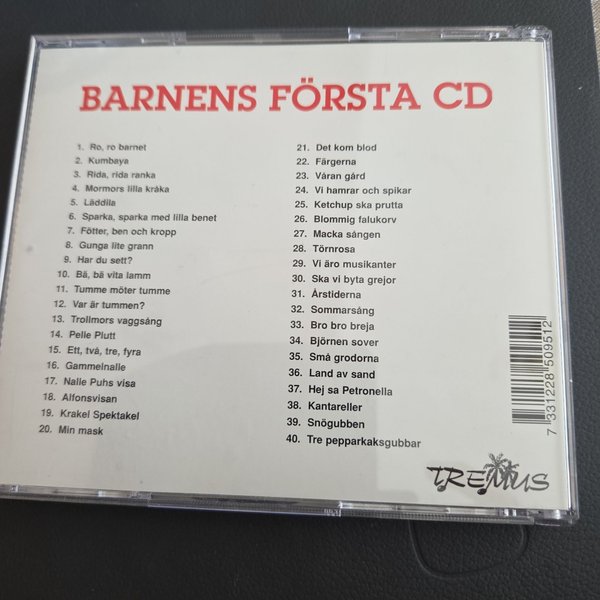 BARNENS FÖRSTA CD
1. Ro, ro barnet
2. Kumbaya
3. Rida, rida ranka
4. Mormors lilla kråka
5. Läddila
6. Sparka, sparka med lilla benet
7. Fötter, ben och kropp
8. Gunga lite grann
9. Har du sett?
10. Bä, bä vita lamm
11. Tumme möter tumme
12. Var är tummen?
13. Trollmors vaggsång
14. Pelle Plutt
15. Ett, två, tre, fyra
16. Gammelnalle
17. Nalle Puhs visa
18. Alfonsvisan
19. Krakel Spektakel
20. Min mask
21. Det kom blod
22. Färgerna
23. Våran gård
24. Vi hamrar och spikar
25. Ketchup ska prutta
26. Blommig falukorv
27. Macka sången
28. Törnrosa
29. Vi äro musikanter
30. Ska vi byta grejor
31. Årstiderna
32. Sommarsång
33. Bro bro breja
34. Björnen sover
35. Små grodorna
36. Land av sand
37. Hej sa Petronella
38. Kantareller
39. Snögubben
40. Tre pepparkaksgubbar
7 331228 509512
TREMUS